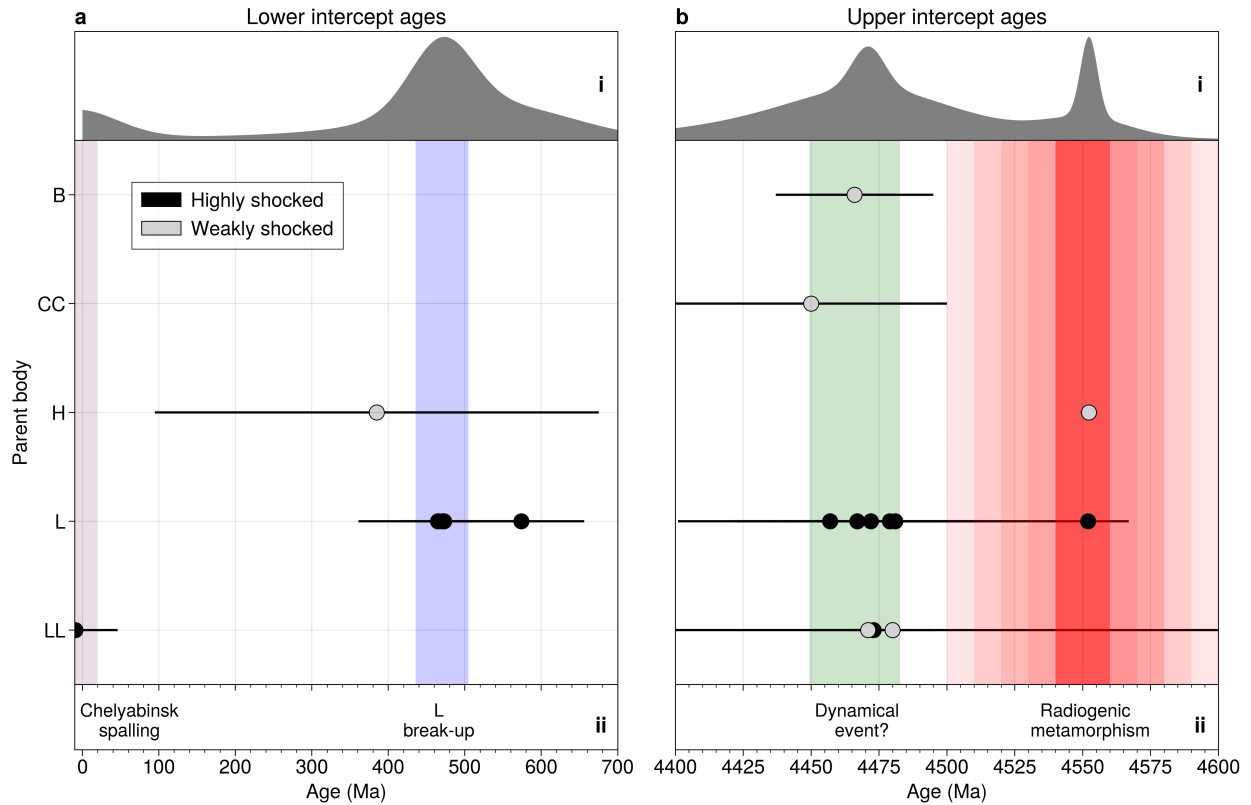 a
Lower intercept ages
i
Parent body
B
CC
H
L
LL
Highly shocked
Weakly shocked
Chelyabinsk
spalling
L
break-up
ii
0 100 200 300 400 500 600 700
Age (Ma)
b
Upper intercept ages
i
Dynamical
event?
Radiogenic
metamorphism
ii
4400 4425 4450 4475 4500 4525 4550 4575 4600
Age (Ma)